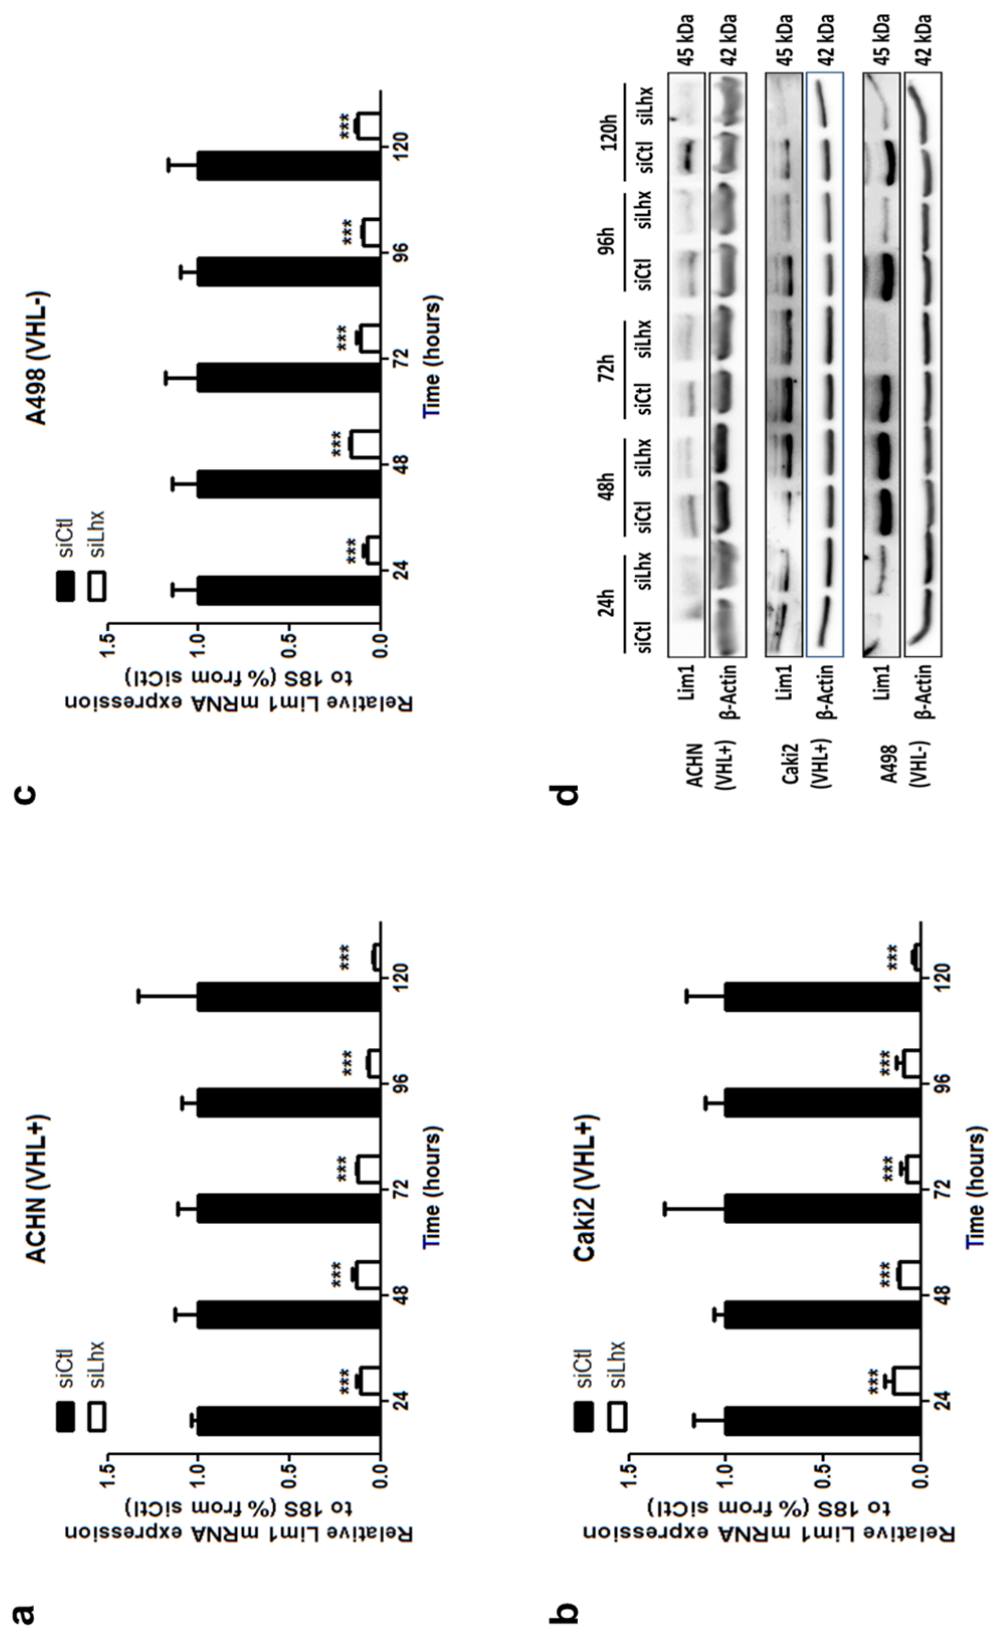 a
ACHN (VHL+)
siCtl
siLhx
Relative Lim1 mRNA expression
to 18S (% from siCtl)
1.5
1.0
0.5
0.0
*** *** *** *** ***
24 48 72 96 120
Time (hours)
b
Caki2 (VHL+)
siCtl
siLhx
Relative Lim1 mRNA expression
to 18S (% from siCtl)
1.5
1.0
0.5
0.0
*** *** *** *** ***
24 48 72 96 120
Time (hours)
c
A498 (VHL-)
siCtl
siLhx
Relative Lim1 mRNA expression
to 18S (% from siCtl)
1.5
1.0
0.5
0.0
*** *** *** *** ***
24 48 72 96 120
Time (hours)
d
24h 48h 72h 96h 120h
siCtl siLhx siCtl siLhx siCtl siLhx siCtl siLhx siCtl siLhx
ACHN Lim1 45 kDa
(VHL+) β-Actin 42 kDa
Caki2 Lim1 45 kDa
(VHL+) β-Actin 42 kDa
A498 Lim1 45 kDa
(VHL-) β-Actin 42 kDa